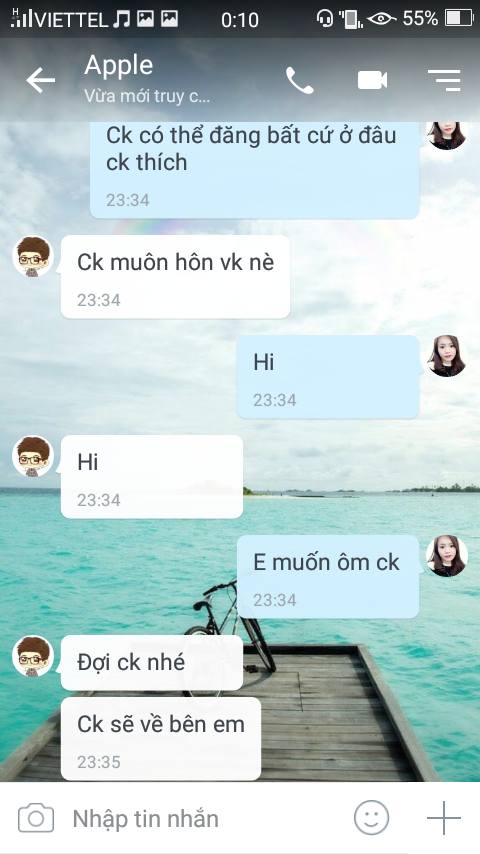 H VIETTEL 0:10 55%
Apple
Vừa mới truy c...
Ck có thể đăng bất cứ ở đâu
ck thích
23:34
Ck muôn hôn vk nè
23:34
Hi
23:34
Hi
23:34
E muốn ôm ck
23:34
Đợi ck nhé
Ck sẽ về bên em
23:35
Nhập tin nhắn